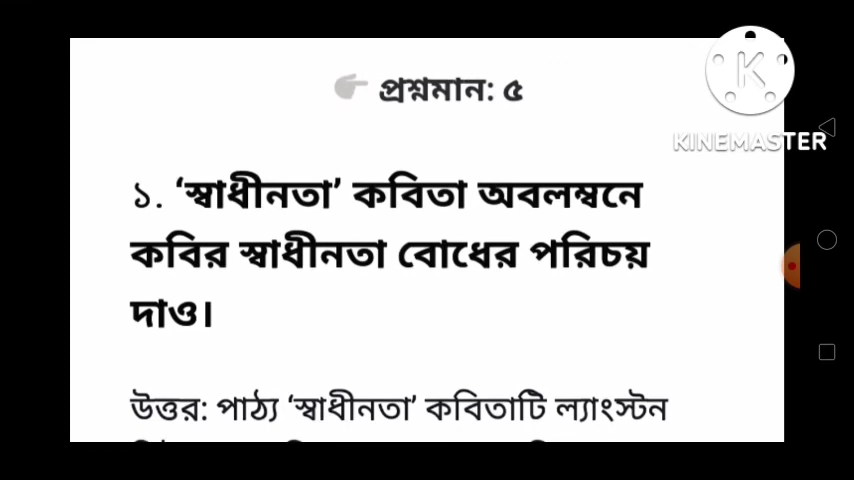 প্রশ্নমান: ৫
KINEMASTER
১. ‘স্বাধীনতা’ কবিতা অবলম্বনে
কবির স্বাধীনতা বোধের পরিচয়
দাও।
উত্তর: পাঠ্য ‘স্বাধীনতা’ কবিতাটি ল্যাংস্টন